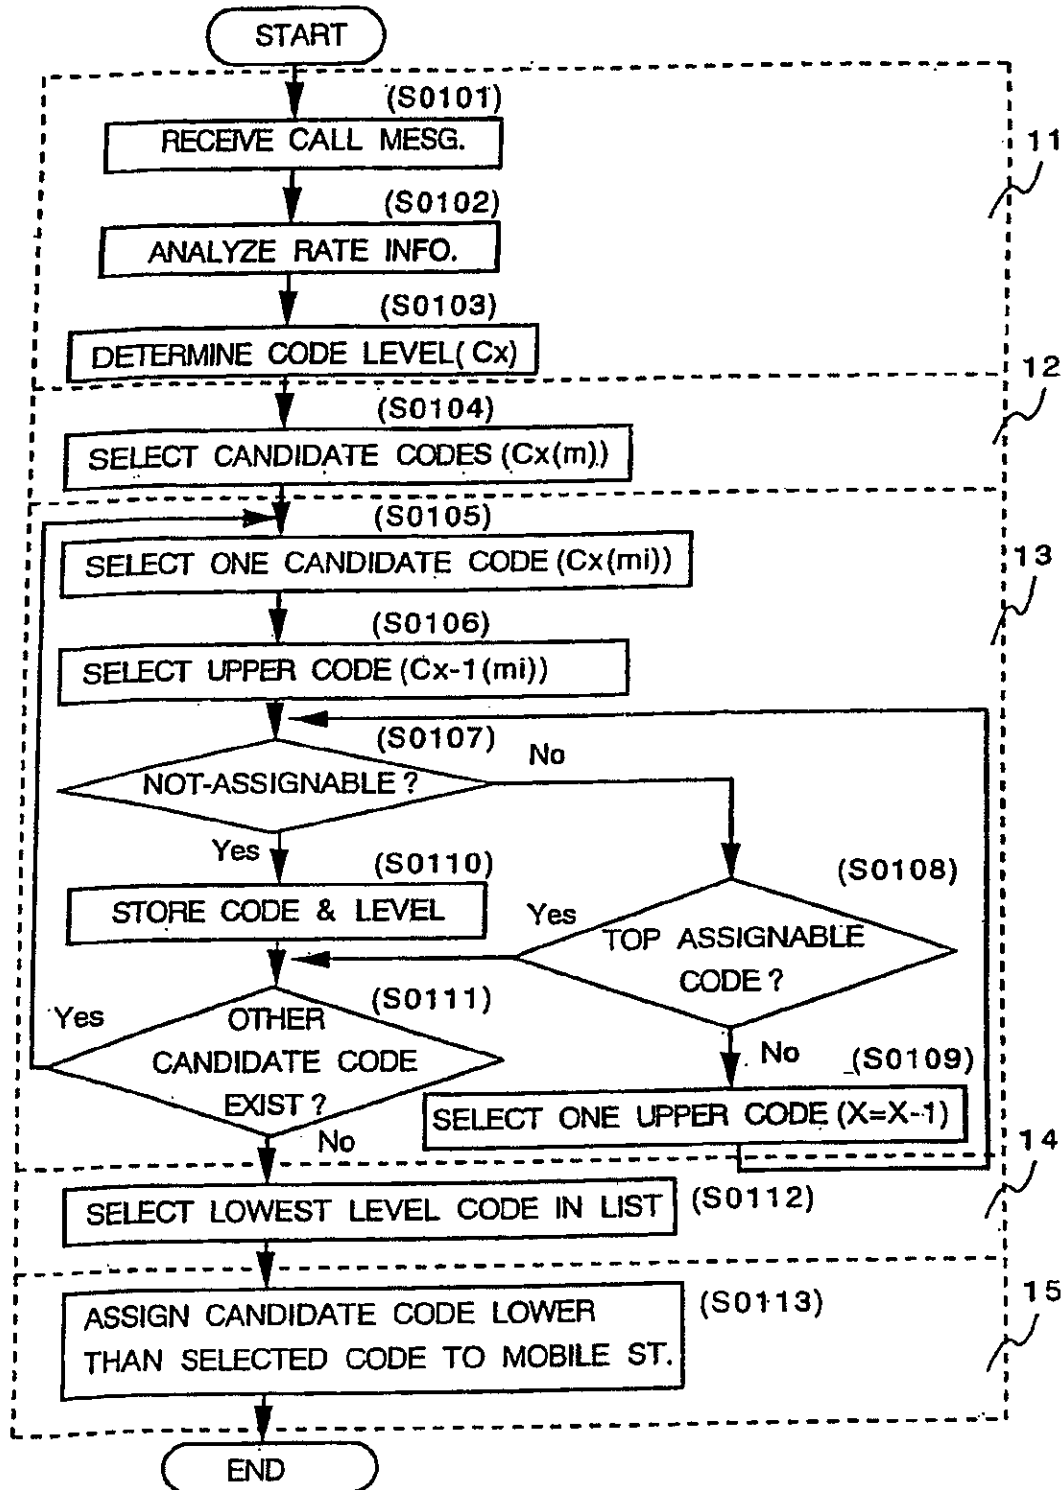 START
(S0101)
RECEIVE CALL MESG.
11
(S0102)
ANALYZE RATE INFO.
(S0103)
DETERMINE CODE LEVEL(Cx)
12
(S0104)
SELECT CANDIDATE CODES (Cx(m))
(S0105)
SELECT ONE CANDIDATE CODE (Cx(mi))
13
(S0106)
SELECT UPPER CODE (Cx-1(mi))
(S0107)
NOT-ASSIGNABLE ?
No
Yes
(S0110)
STORE CODE & LEVEL
(S0108)
Yes
TOP ASSIGNABLE
CODE ?
(S0111)
Yes
OTHER
CANDIDATE CODE
EXIST ?
No
No
(S0109)
SELECT ONE UPPER CODE (X=X-1)
14
SELECT LOWEST LEVEL CODE IN LIST
(S0112)
ASSIGN CANDIDATE CODE LOWER
THAN SELECTED CODE TO MOBILE ST.
(S0113)
15
END